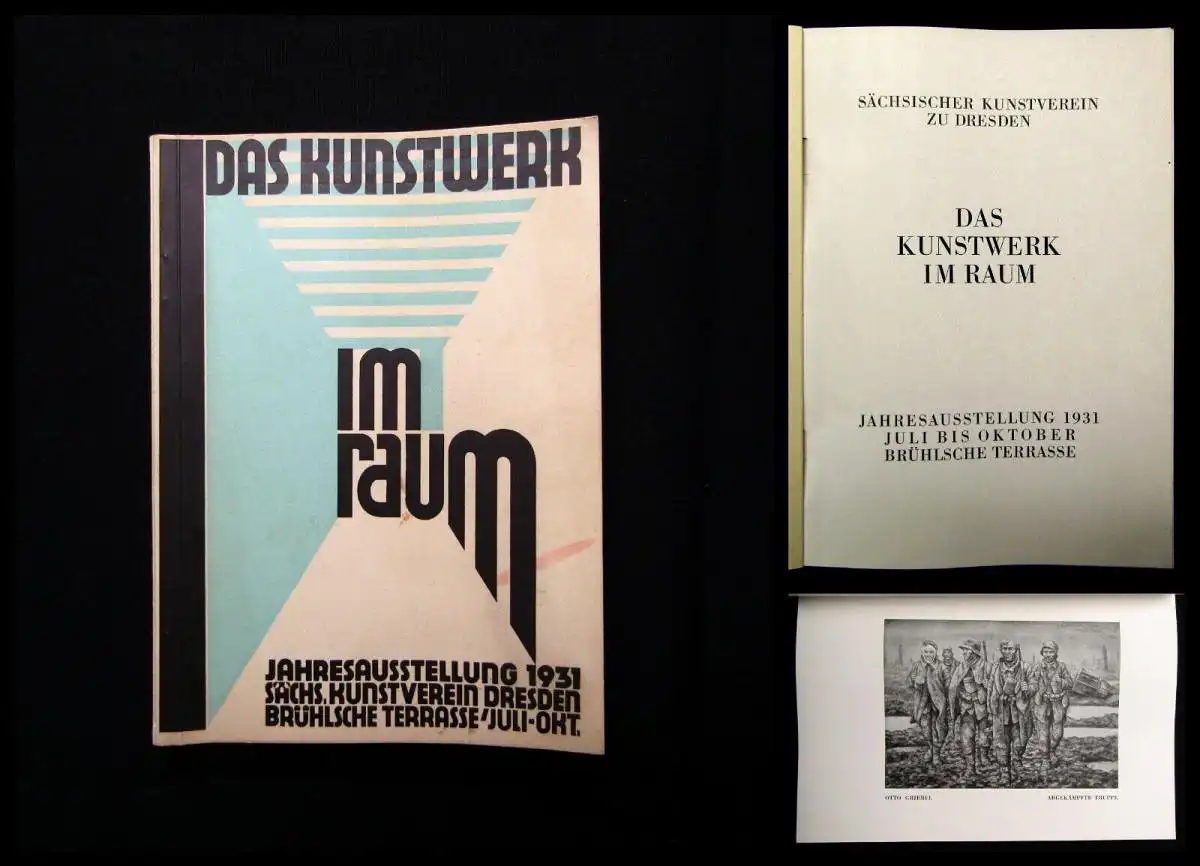 DAS KUNSTWERK
IM
raum
JAHRESAUSSTELLUNG 1931
SÄCHS. KUNSTVEREIN DRESDEN
BRÜHLSCHE TERRASSE/JULI-OKT.
SÄCHSISCHER KUNSTVEREIN
ZU DRESDEN
DAS
KUNSTWERK
IM RAUM
JAHRESAUSSTELLUNG 1931
JULI BIS OKTOBER
BRÜHLSCHE TERRASSE
OTTO GRIEBEL ABGEKÄMPFTE TRUPPE